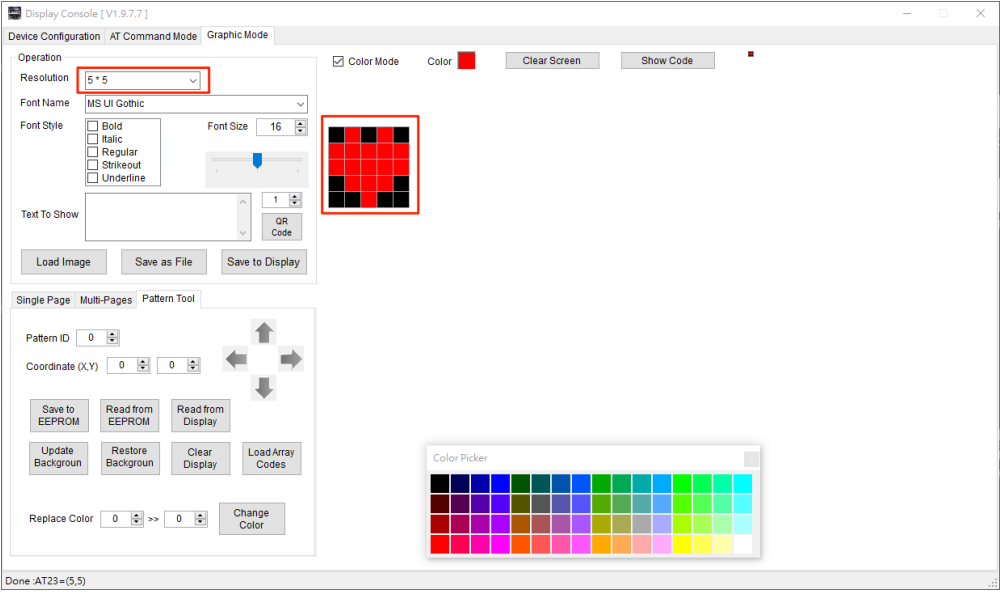 Display Console [ V1.9.7.7 ]
Device Configuration AT Command Mode Graphic Mode
Operation
Resolution 5 * 5
Color Mode Color Clear Screen Show Code
Font Name MS UI Gothic
Font Style Bold Font Size 16
Italic
Regular
Strikeout
Underline
Text To Show 1
QR
Code
Load Image Save as File Save to Display
Single Page Multi-Pages Pattern Tool
Pattern ID 0
Coordinate (X,Y) 0 0
Save to
EEPROM
Read from
EEPROM
Read from
Display
Update
Backgroun
Restore
Backgroun
Clear
Display
Load Array
Codes
Replace Color 0 >> 0
Change
Color
Color Picker
Done :AT23=(5,5)